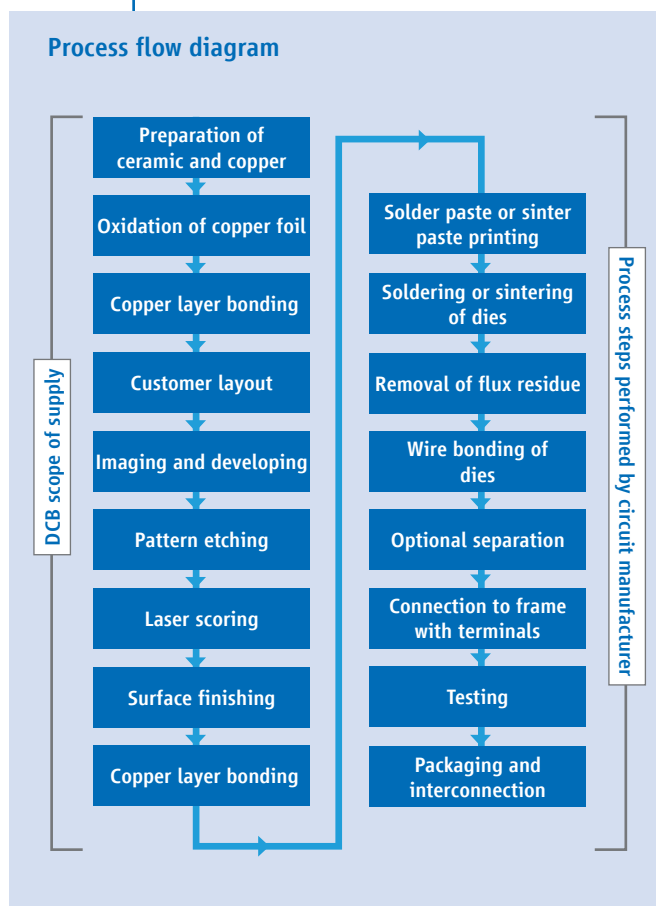 Process flow diagram
DCB scope of supply
Preparation of
ceramic and copper
Oxidation of copper foil
Copper layer bonding
Customer layout
Imaging and developing
Pattern etching
Laser scoring
Surface finishing
Copper layer bonding
Solder paste or sinter
paste printing
Soldering or sintering
of dies
Removal of flux residue
Wire bonding of
dies
Optional separation
Connection to frame
with terminals
Testing
Packaging and
interconnection
Process steps performed by circuit manufacturer